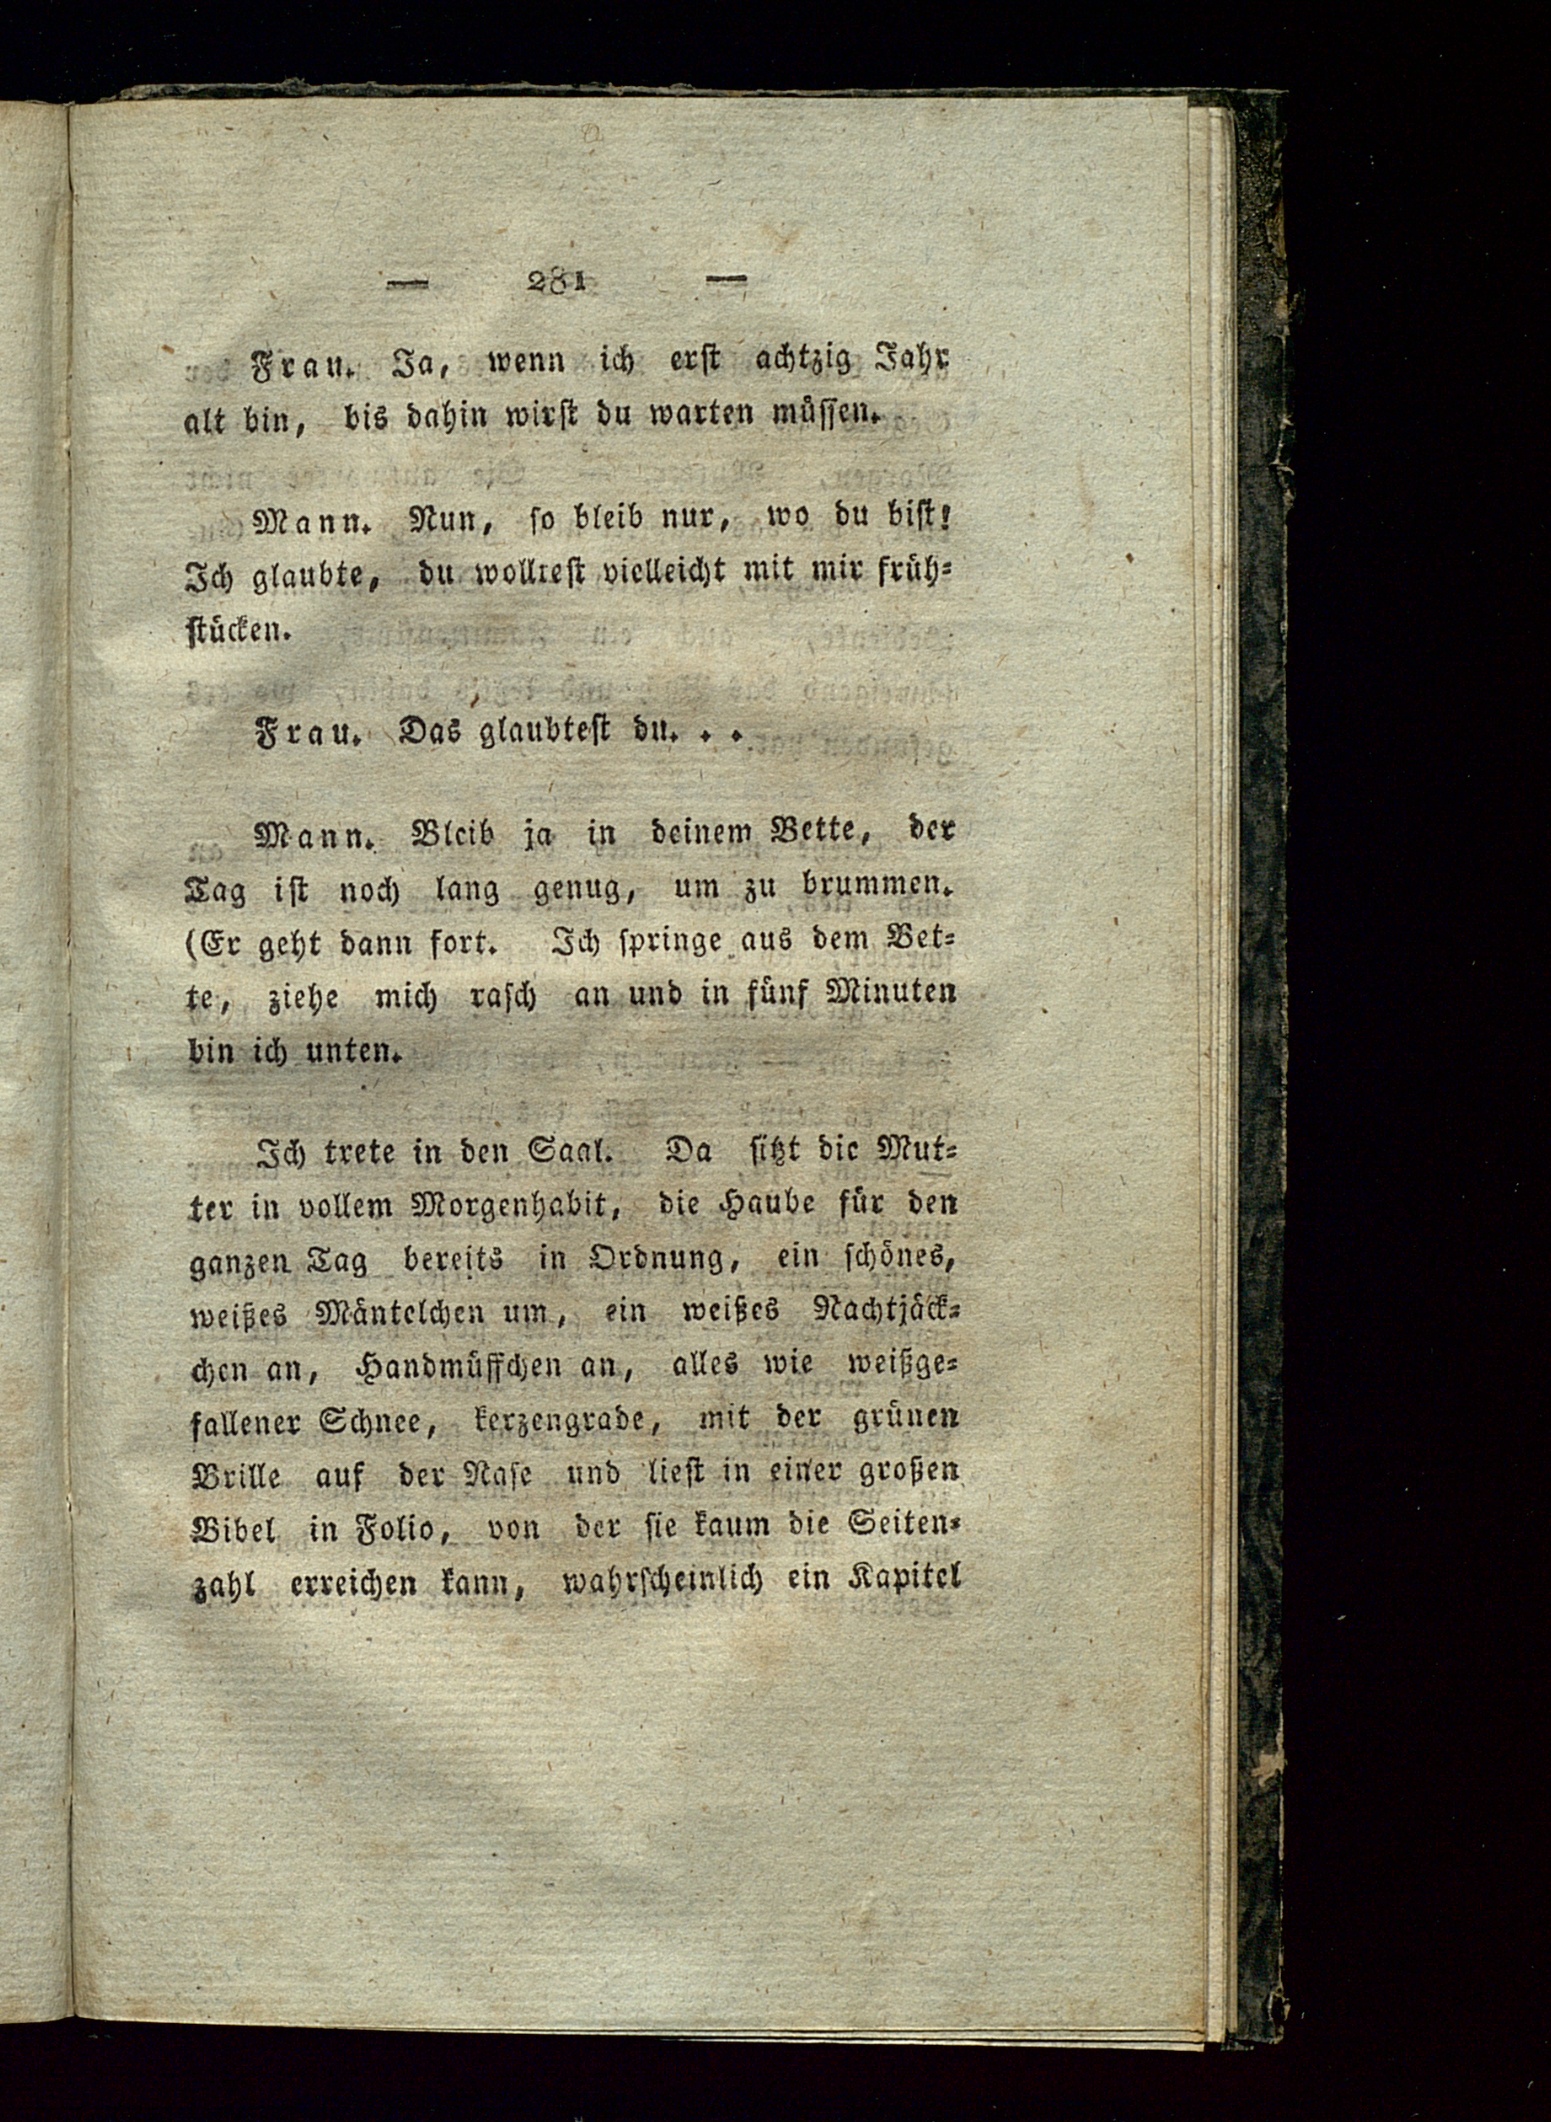 — 281 —
Frau. Ja, wenn ich erst achtzig Jahr
alt bin, bis dahin wirst du warten müssen.
Mann. Nun, so bleib nur, wo du bist!
Ich glaubte, du wolltest vielleicht mit mir früh=
stücken.
Frau. Das glaubtest du. . .
Mann. Bleib ja in deinem Bette, der
Tag ist noch lang genug, um zu brummen.
(Er geht dann fort. Ich springe aus dem Bet=
te, ziehe mich rasch an und in fünf Minuten
bin ich unten.
Ich trete in den Saal. Da sitzt die Mut=
ter in vollem Morgenhabit, die Haube für den
ganzen Tag bereits in Ordnung, ein schönes,
weißes Mäntelchen um, ein weißes Nachtjäck=
chen an, Handmüffchen an, alles wie weißge=
fallener Schnee, kerzengrade, mit der grünen
Brille auf der Nase und liest in einer großen
Bibel in Folio, von der sie kaum die Seiten=
zahl erreichen kann, wahrscheinlich ein Kapitel